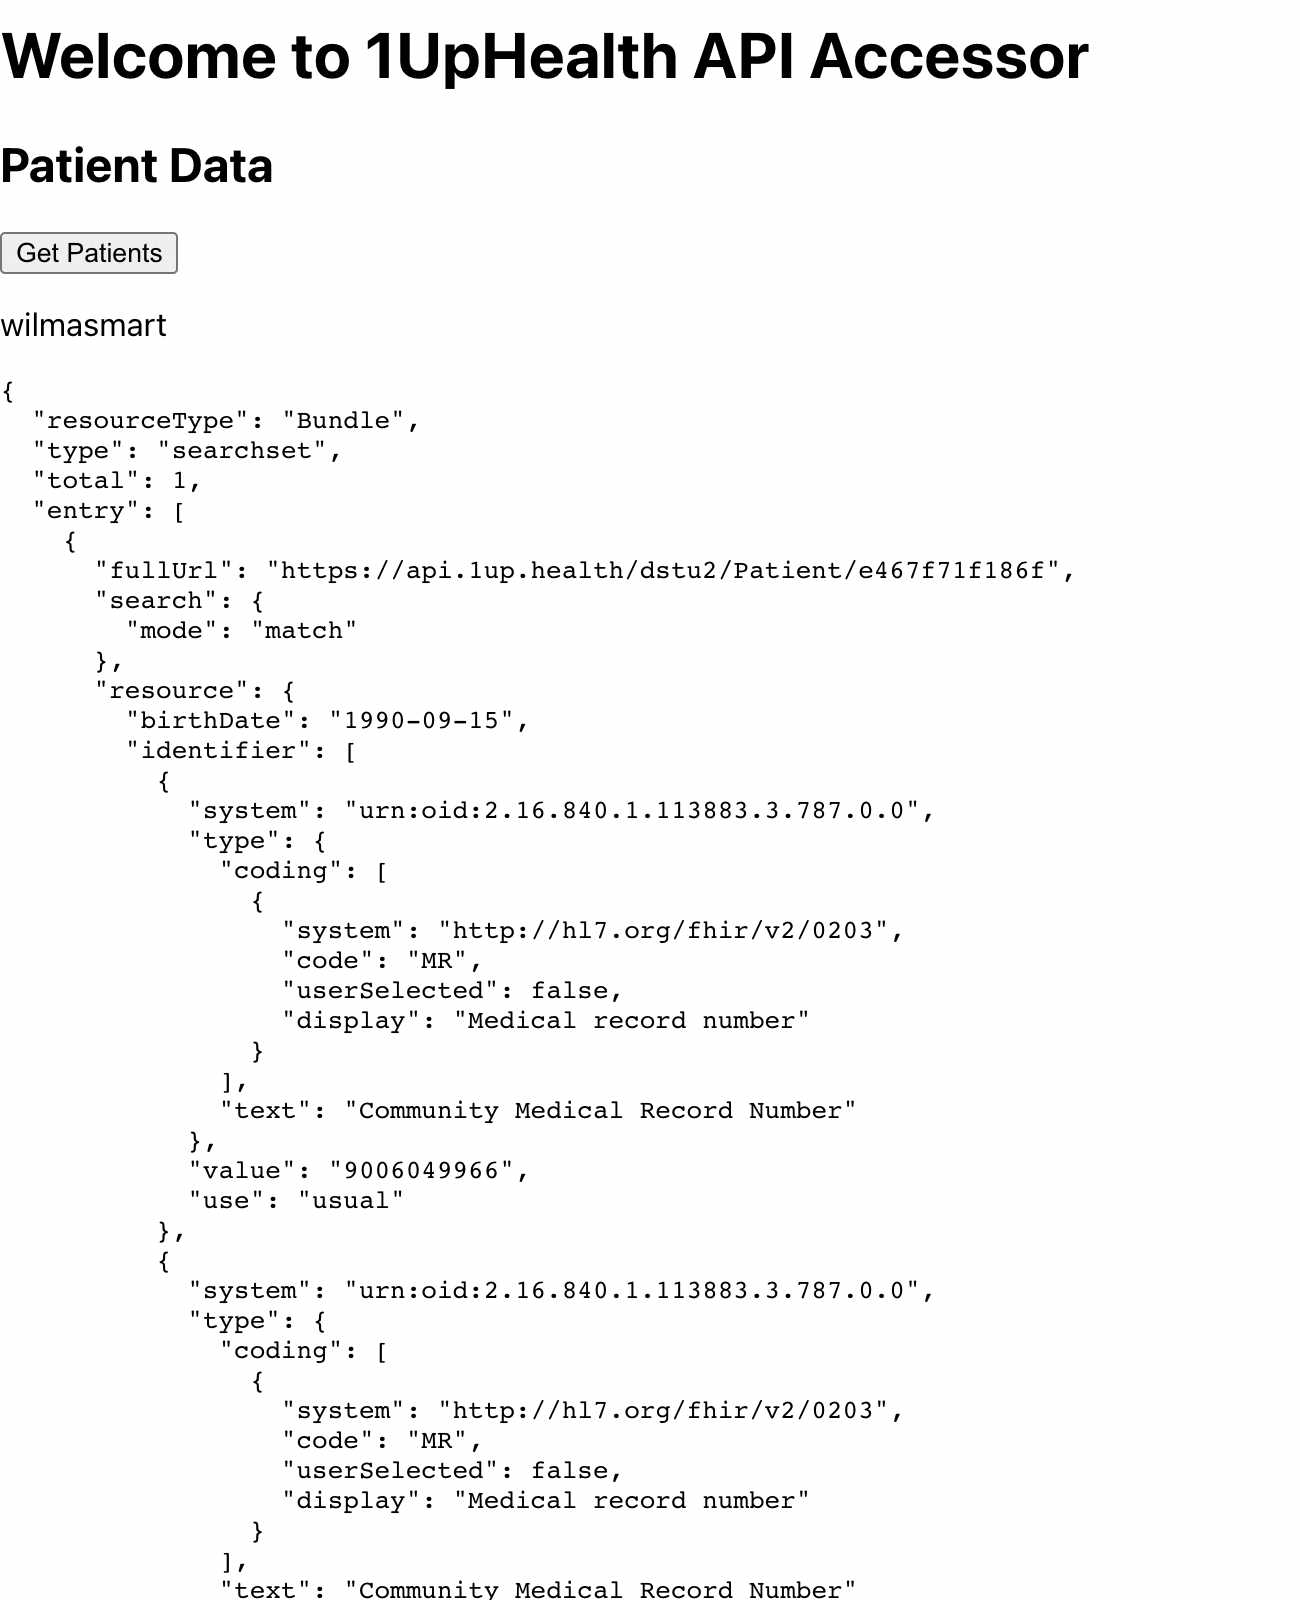 Welcome to 1UpHealth API Accessor
Patient Data
Get Patients
wilmasmart
{
  "resourceType": "Bundle",
  "type": "searchset",
  "total": 1,
  "entry": [
    {
      "fullUrl": "https://api.1up.health/dstu2/Patient/e467f71f186f",
      "search": {
        "mode": "match"
      },
      "resource": {
        "birthDate": "1990-09-15",
        "identifier": [
          {
            "system": "urn:oid:2.16.840.1.113883.3.787.0.0",
            "type": {
              "coding": [
                {
                  "system": "http://hl7.org/fhir/v2/0203",
                  "code": "MR",
                  "userSelected": false,
                  "display": "Medical record number"
                }
              ],
              "text": "Community Medical Record Number"
            },
            "value": "9006049966",
            "use": "usual"
          },
          {
            "system": "urn:oid:2.16.840.1.113883.3.787.0.0",
            "type": {
              "coding": [
                {
                  "system": "http://hl7.org/fhir/v2/0203",
                  "code": "MR",
                  "userSelected": false,
                  "display": "Medical record number"
                }
              ],
              "text": "Community Medical Record Number"